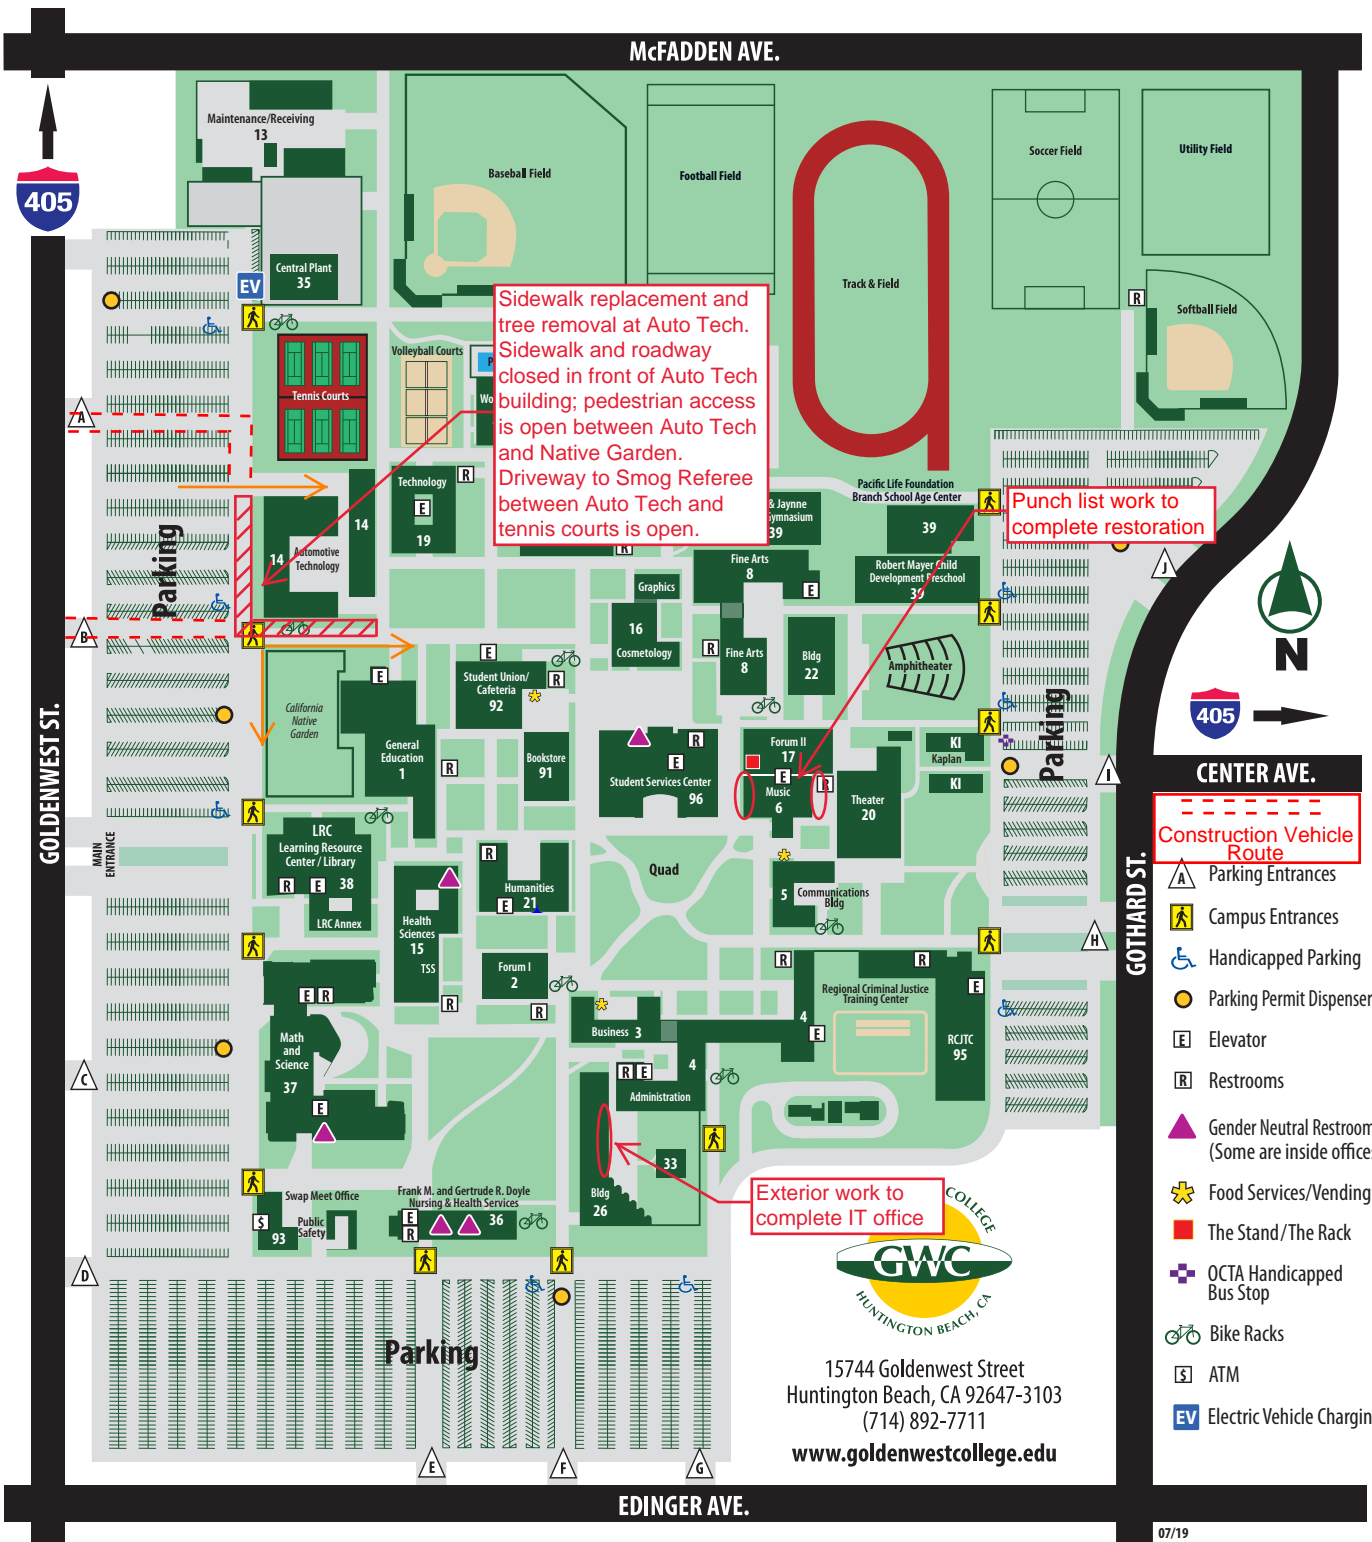 McFADDEN AVE.
405
GOLDENWEST ST.
Maintenance/Receiving
13
Central Plant
35
EV
Baseball Field
Football Field
Track & Field
Soccer Field
Utility Field
R
Softball Field
Tennis Courts
Volleyball Courts
P
Wo
Sidewalk replacement and
tree removal at Auto Tech.
Sidewalk and roadway
closed in front of Auto Tech
building; pedestrian access
is open between Auto Tech
and Native Garden.
Driveway to Smog Referee
between Auto Tech and
tennis courts is open.
A
Parking
B
14
Automotive
Technology
14
Technology
E
19
R
R
& Jaynne
ymnasium
39
Pacific Life Foundation
Branch School Age Center
39
Punch list work to
complete restoration
J
Robert Mayer Child
Development Preschool
30
Fine Arts
8
E
Graphics
16
Cosmetology
R
Fine Arts
8
Bldg
22
Amphitheater
N
405
California
Native
Garden
E
General
Education
1
R
E
Student Union/
Cafeteria
92
R
Bookstore
91
R
E
Student Services Center
96
Forum II
17
E
Music
6
R
Theater
20
KI
Kaplan
KI
Parking
I
CENTER AVE.
MAIN
ENTRANCE
LRC
Learning Resource
Center / Library
R
E
38
LRC Annex
Health
Sciences
15
TSS
R
R
Humanities
E
21
Forum I
2
R
Quad
5
Communications
Bldg
H
GOTHARD ST.
E
R
Math
and
Science
37
E
C
Business
3
R
E
4
Administration
R
4
E
R
Regional Criminal Justice
Training Center
E
RCJTC
95
33
Bldg
26
Exterior work to
complete IT office
Swap Meet Office
$
93
Public
Safety
Frank M. and Gertrude R. Doyle
Nursing & Health Services
E
R
36
D
Parking
E
F
G
COLLEGE
GWC
HUNTINGTON BEACH, CA
15744 Goldenwest Street
Huntington Beach, CA 92647-3103
(714) 892-7711
www.goldenwestcollege.edu
Construction Vehicle
Route
A Parking Entrances
Campus Entrances
Handicapped Parking
Parking Permit Dispenser
E Elevator
R Restrooms
Gender Neutral Restroom
(Some are inside offices
Food Services/Vending
The Stand/The Rack
OCTA Handicapped
Bus Stop
Bike Racks
$ ATM
EV Electric Vehicle Chargin
EDINGER AVE.
07/19